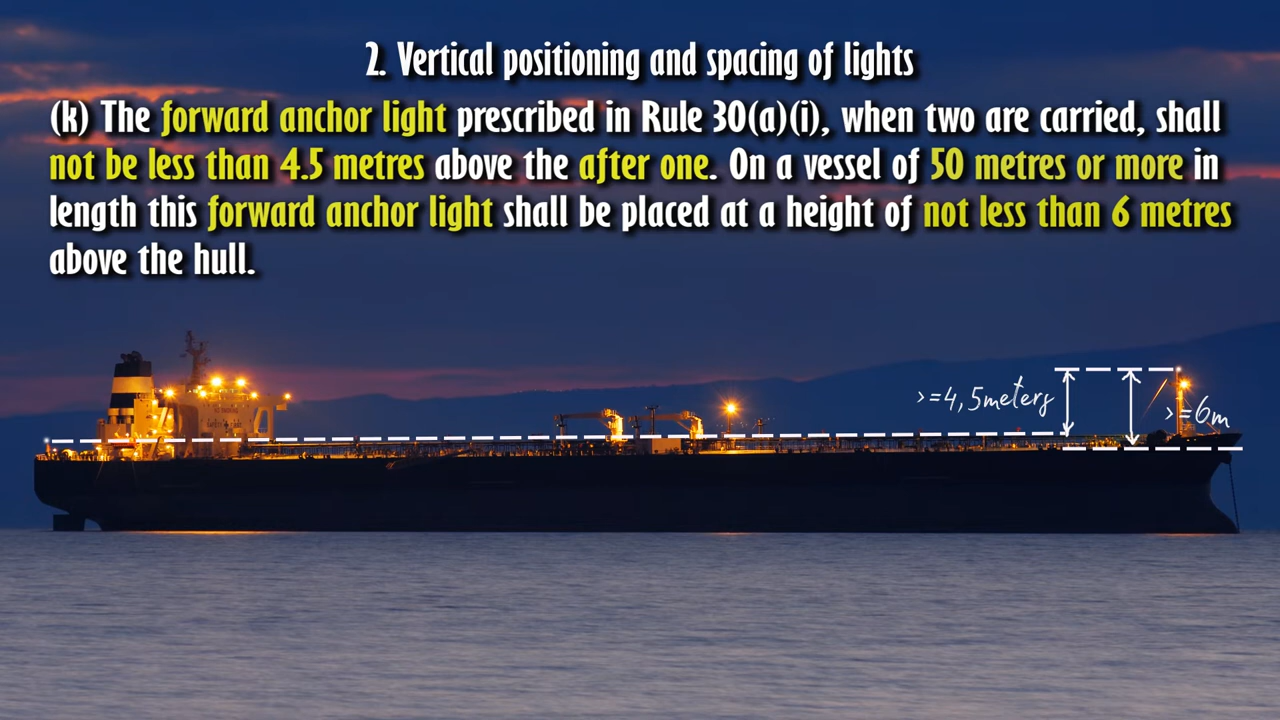 2. Vertical positioning and spacing of lights
(k) The forward anchor light prescribed in Rule 30(a)(i), when two are carried, shall
not be less than 4.5 metres above the after one. On a vessel of 50 metres or more in
length this forward anchor light shall be placed at a height of not less than 6 metres
above the hull.
>=4,5meters
>=6m